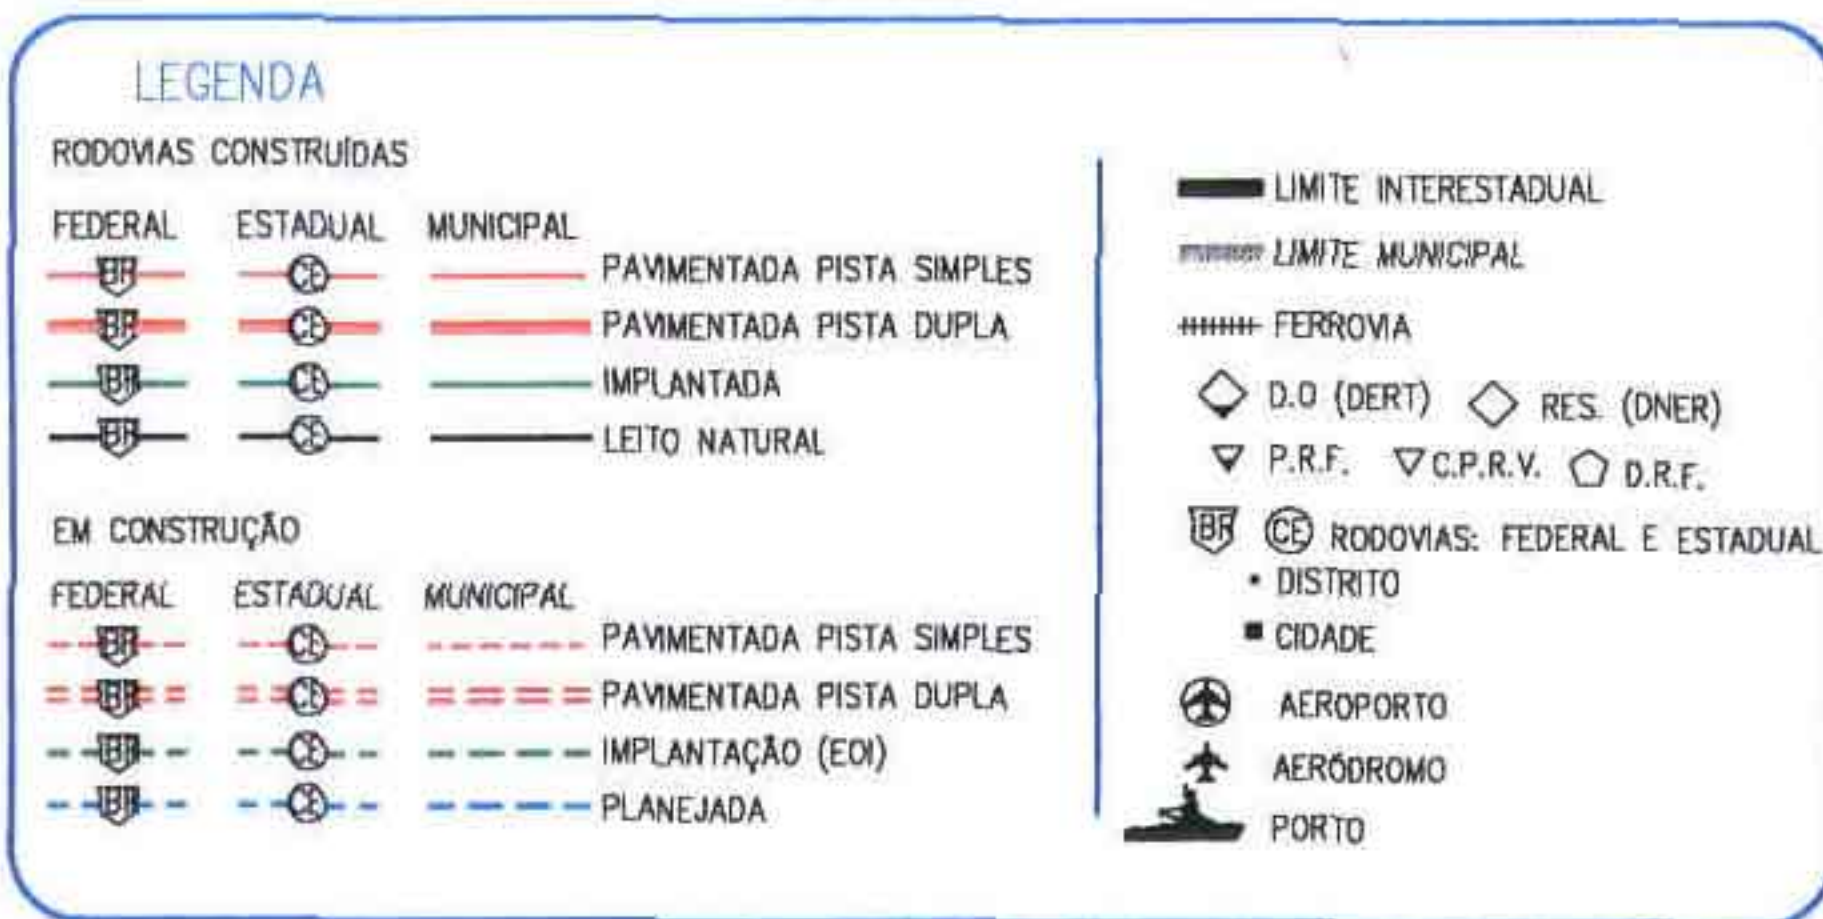 LEGENDA
RODOVIAS CONSTRUÍDAS
FEDERAL ESTADUAL MUNICIPAL
BR CE PAVIMENTADA PISTA SIMPLES
BR CE PAVIMENTADA PISTA DUPLA
BR CE IMPLANTADA
BR CE LEITO NATURAL
EM CONSTRUÇÃO
FEDERAL ESTADUAL MUNICIPAL
BR CE PAVIMENTADA PISTA SIMPLES
BR CE PAVIMENTADA PISTA DUPLA
BR CE IMPLANTAÇÃO (EOI)
BR CE PLANEJADA
LIMITE INTERESTADUAL
LIMITE MUNICIPAL
FERROVIA
D.O (DERT) RES. (DNER)
P.R.F. C.P.R.V. D.R.F.
BR CE RODOVIAS: FEDERAL E ESTADUAL
DISTRITO
CIDADE
AEROPORTO
AERÓDROMO
PORTO